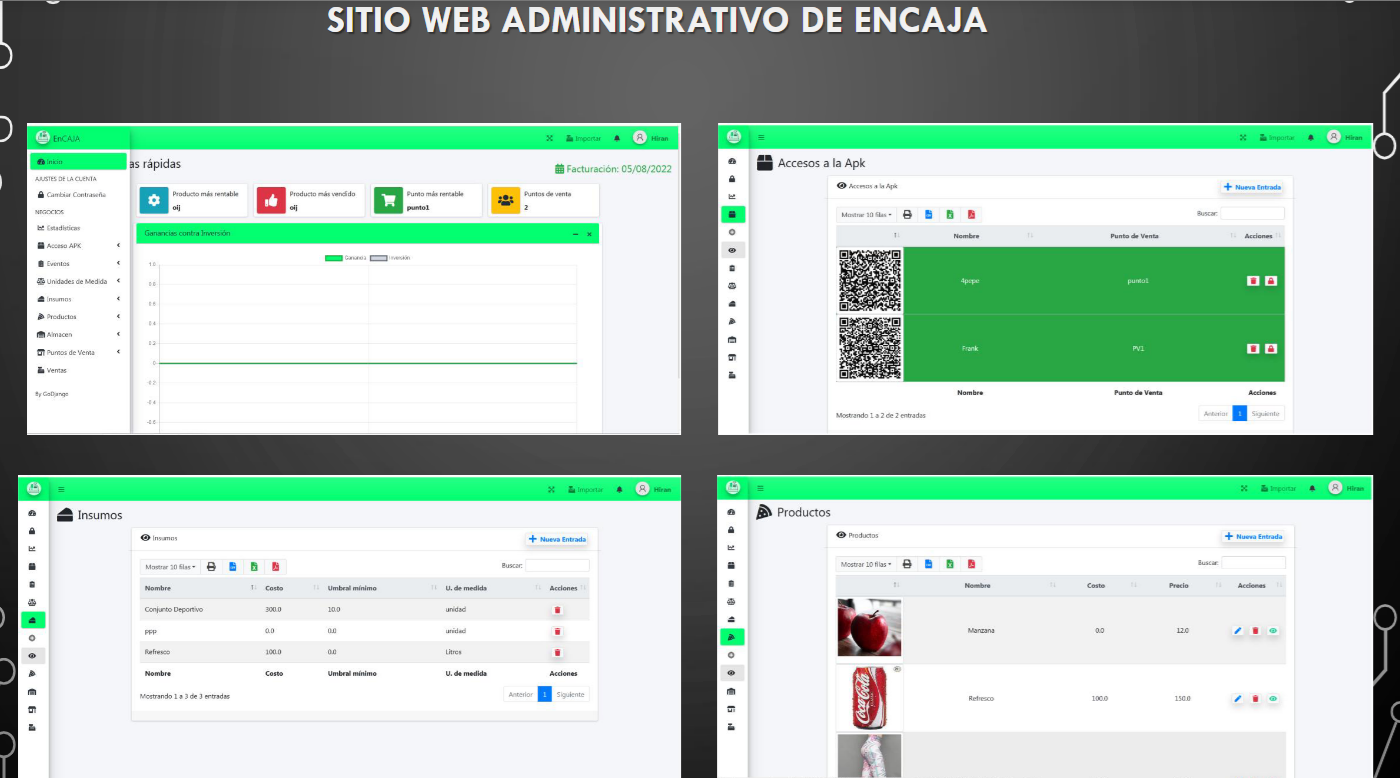 SITIO WEB ADMINISTRATIVO DE ENCAJA
EnCAJA
Importar
Hiran
Inicio
AJUSTES DE LA CUENTA
Cambiar Contraseña
NEGOCIOS
Estadísticas
Acceso APK
Eventos
Unidades de Medida
Insumos
Productos
Almacen
Puntos de Venta
Ventas
By GoDjango
as rápidas
Facturación: 05/08/2022
Producto más rentable
oij
Producto más vendido
oij
Punto más rentable
punto1
Puntos de venta
2
Ganancias contra Inversión
Ganancia Inversión
1.0
0.8
0.6
0.4
0.2
0
-0.2
-0.4
-0.6
Importar
Hiran
Accesos a la Apk
Accesos a la Apk
Nueva Entrada
Mostrar 10 filas
Buscar:
Nombre Punto de Venta Acciones
4pepe punto1
Frank PV1
Nombre Punto de Venta Acciones
Mostrando 1 a 2 de 2 entradas
Anterior 1 Siguiente
Importar
Hiran
Insumos
Insumos
Nueva Entrada
Mostrar 10 filas
Buscar:
Nombre Costo Umbral mínimo U. de medida Acciones
Conjunto Deportivo 300.0 10.0 unidad
ppp 0.0 0.0 unidad
Refresco 100.0 0.0 Litros
Nombre Costo Umbral mínimo U. de medida Acciones
Mostrando 1 a 3 de 3 entradas
Anterior 1 Siguiente
Importar
Hiran
Productos
Productos
Nueva Entrada
Mostrar 10 filas
Buscar:
Nombre Costo Precio Acciones
Manzana 0.0 12.0
Coca-Cola
Refresco 100.0 150.0